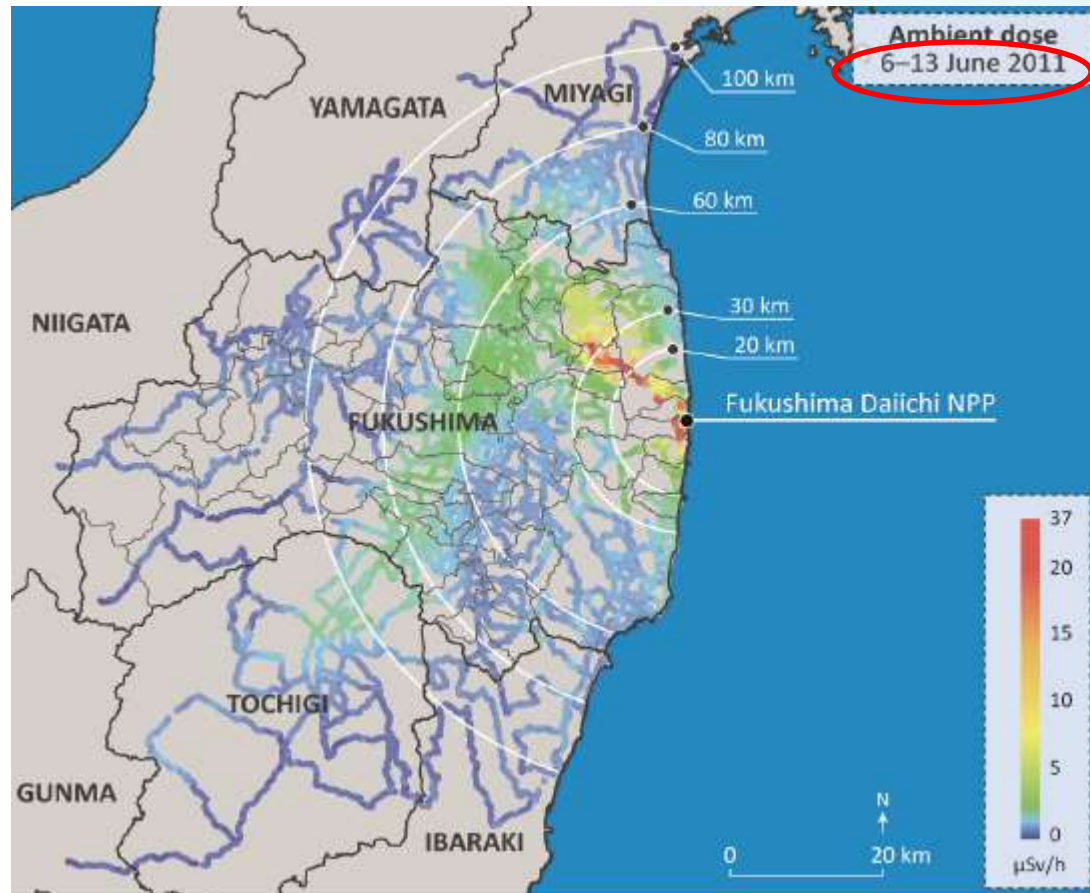 Ambient dose
6–13 June 2011
100 km
MIYAGI
YAMAGATA
80 km
60 km
30 km
NIIGATA
20 km
Fukushima Daiichi NPP
FUKUSHIMA
37
20
15
10
5
0
µSv/h
TOCHIGI
GUNMA
IBARAKI
N
0 20 km